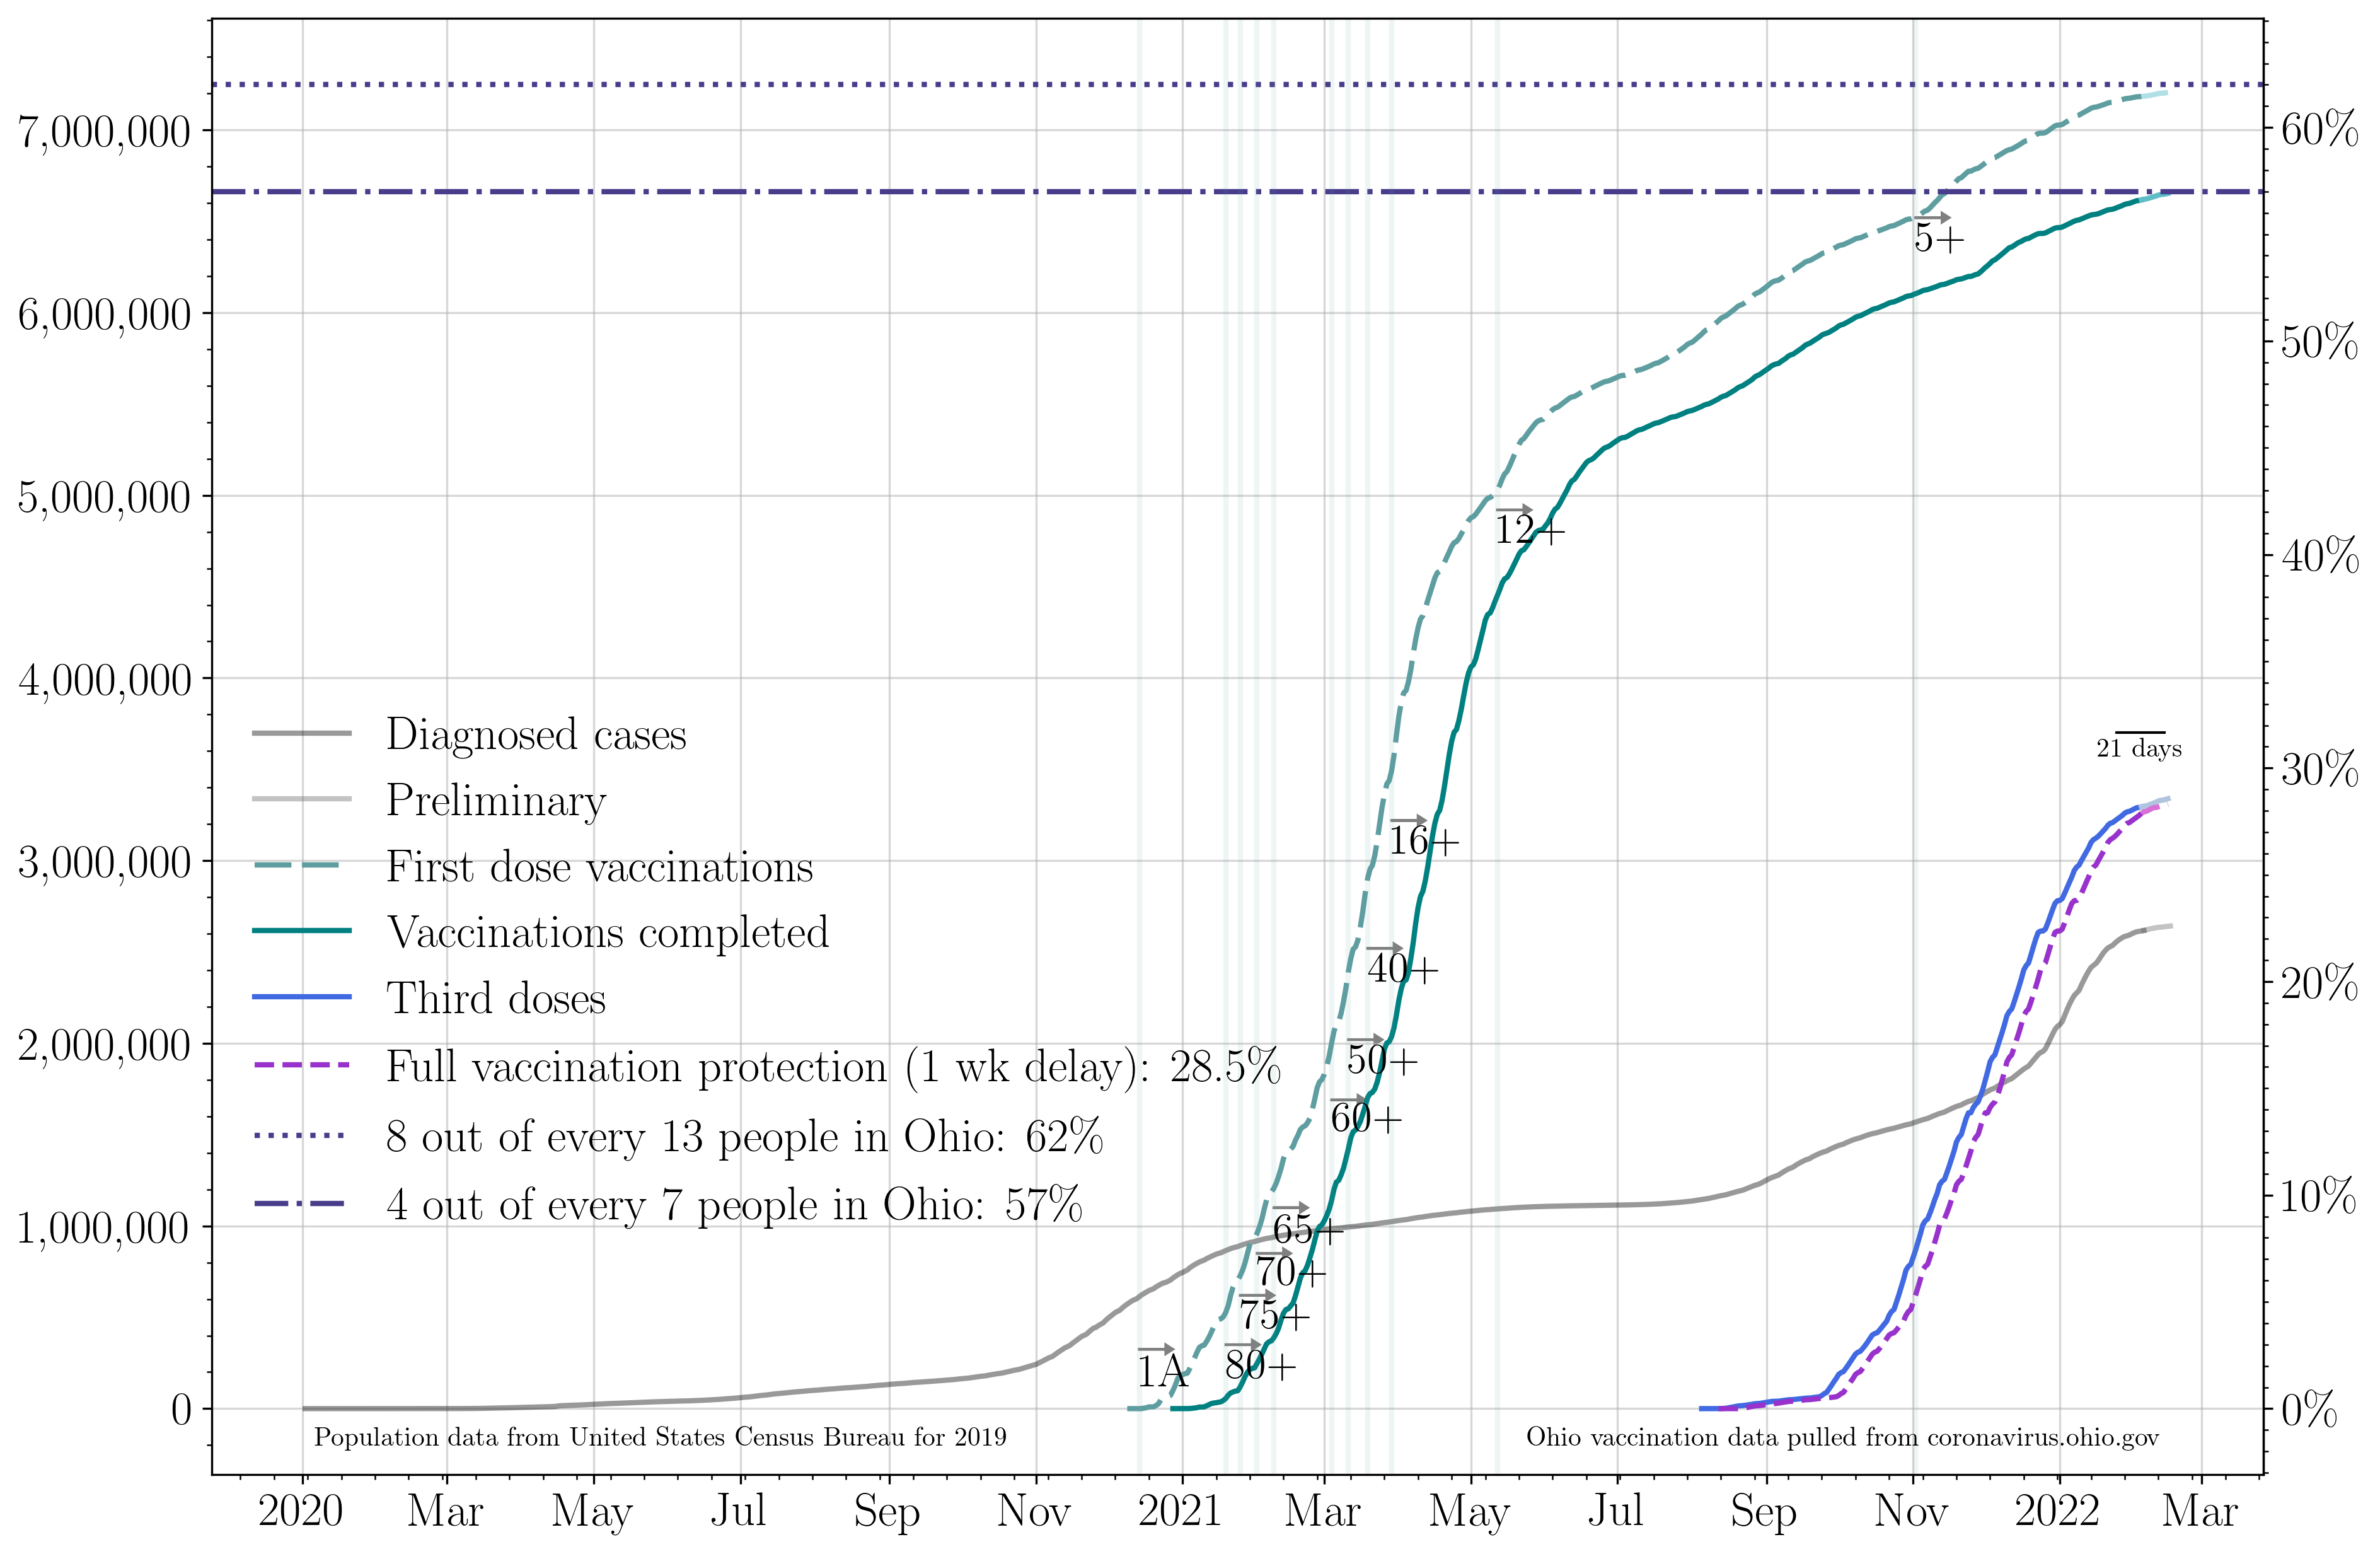 7,000,000
6,000,000
5,000,000
4,000,000
3,000,000
2,000,000
1,000,000
0
60%
50%
40%
30%
20%
10%
0%
5+
12+
16+
40+
50+
60+
65+
70+
75+
80+
1A
21 days
Diagnosed cases
Preliminary
First dose vaccinations
Vaccinations completed
Third doses
Full vaccination protection (1 wk delay): 28.5%
8 out of every 13 people in Ohio: 62%
4 out of every 7 people in Ohio: 57%
Population data from United States Census Bureau for 2019
Ohio vaccination data pulled from coronavirus.ohio.gov
2020 Mar May Jul Sep Nov 2021 Mar May Jul Sep Nov 2022 Mar